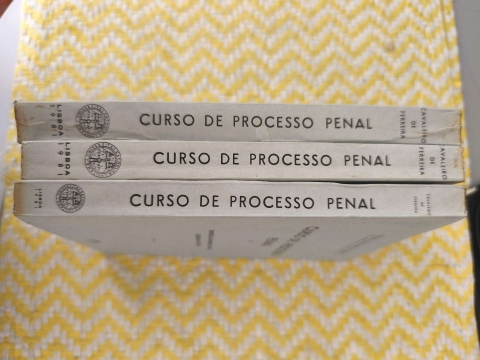 LISBOA
1981
CURSO DE PROCESSO PENAL
CAVALEIRO
DE
FERREIRA
LISBOA
1981
CURSO DE PROCESSO PENAL
CAVALEIRO
DE
FERREIRA
CURSO DE PROCESSO PENAL